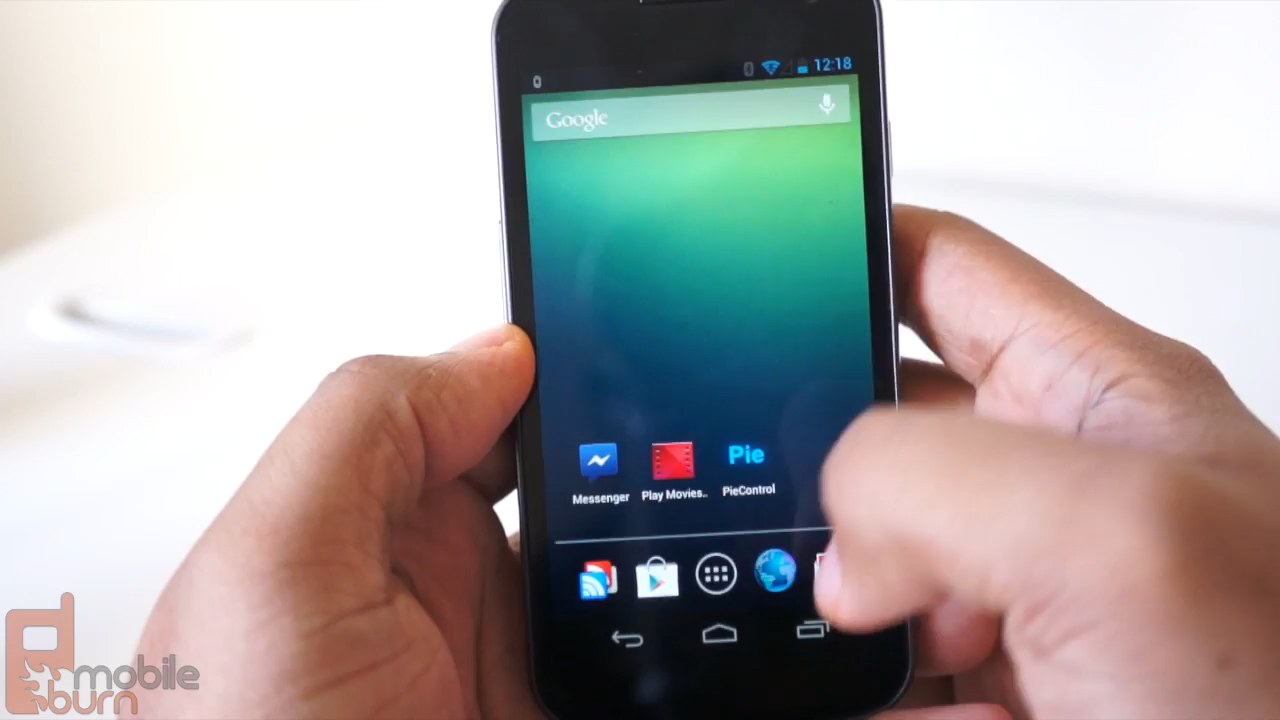 12:18
Google
Pie
Messenger
Play Movies..
PieControl
mobile
burn